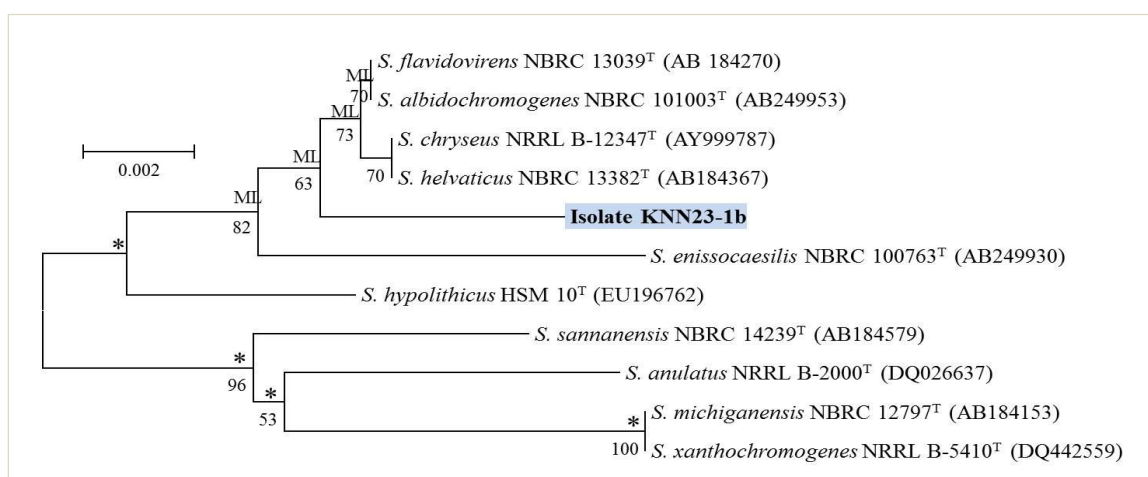 S. flavidovirens NBRC 13039ᵀ (AB 184270)
ML
70
S. albidochromogenes NBRC 101003ᵀ (AB249953)
ML
73
S. chryseus NRRL B-12347ᵀ (AY999787)
0.002
ML
63
70
S. helvaticus NBRC 13382ᵀ (AB184367)
ML
82
Isolate KNN23-1b
*
S. enissocaesilis NBRC 100763ᵀ (AB249930)
S. hypolithicus HSM 10ᵀ (EU196762)
S. sannanensis NBRC 14239ᵀ (AB184579)
*
96
S. anulatus NRRL B-2000ᵀ (DQ026637)
*
53
S. michiganensis NBRC 12797ᵀ (AB184153)
*
100
S. xanthochromogenes NRRL B-5410ᵀ (DQ442559)